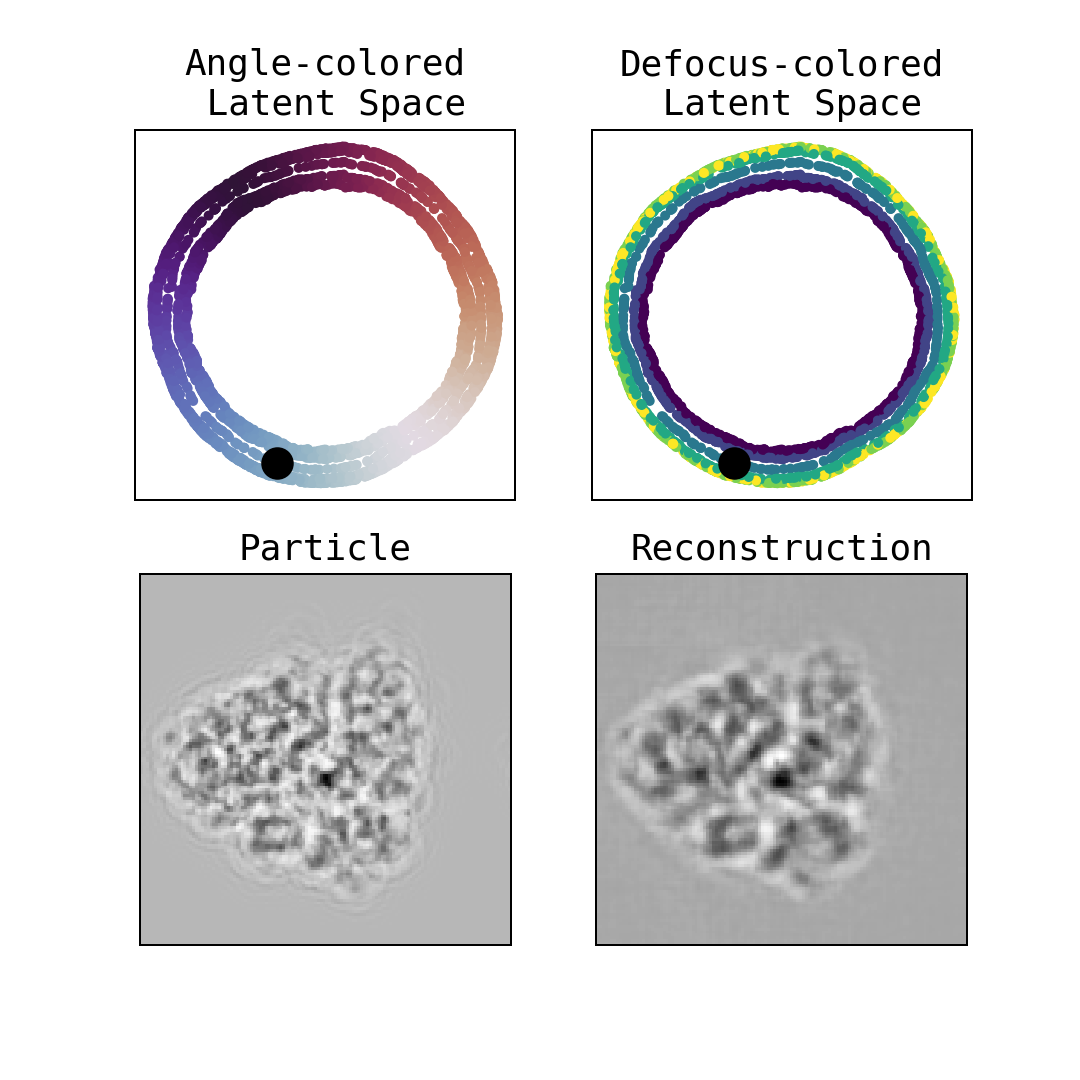 Angle-colored
Latent Space
Defocus-colored
Latent Space
Particle
Reconstruction